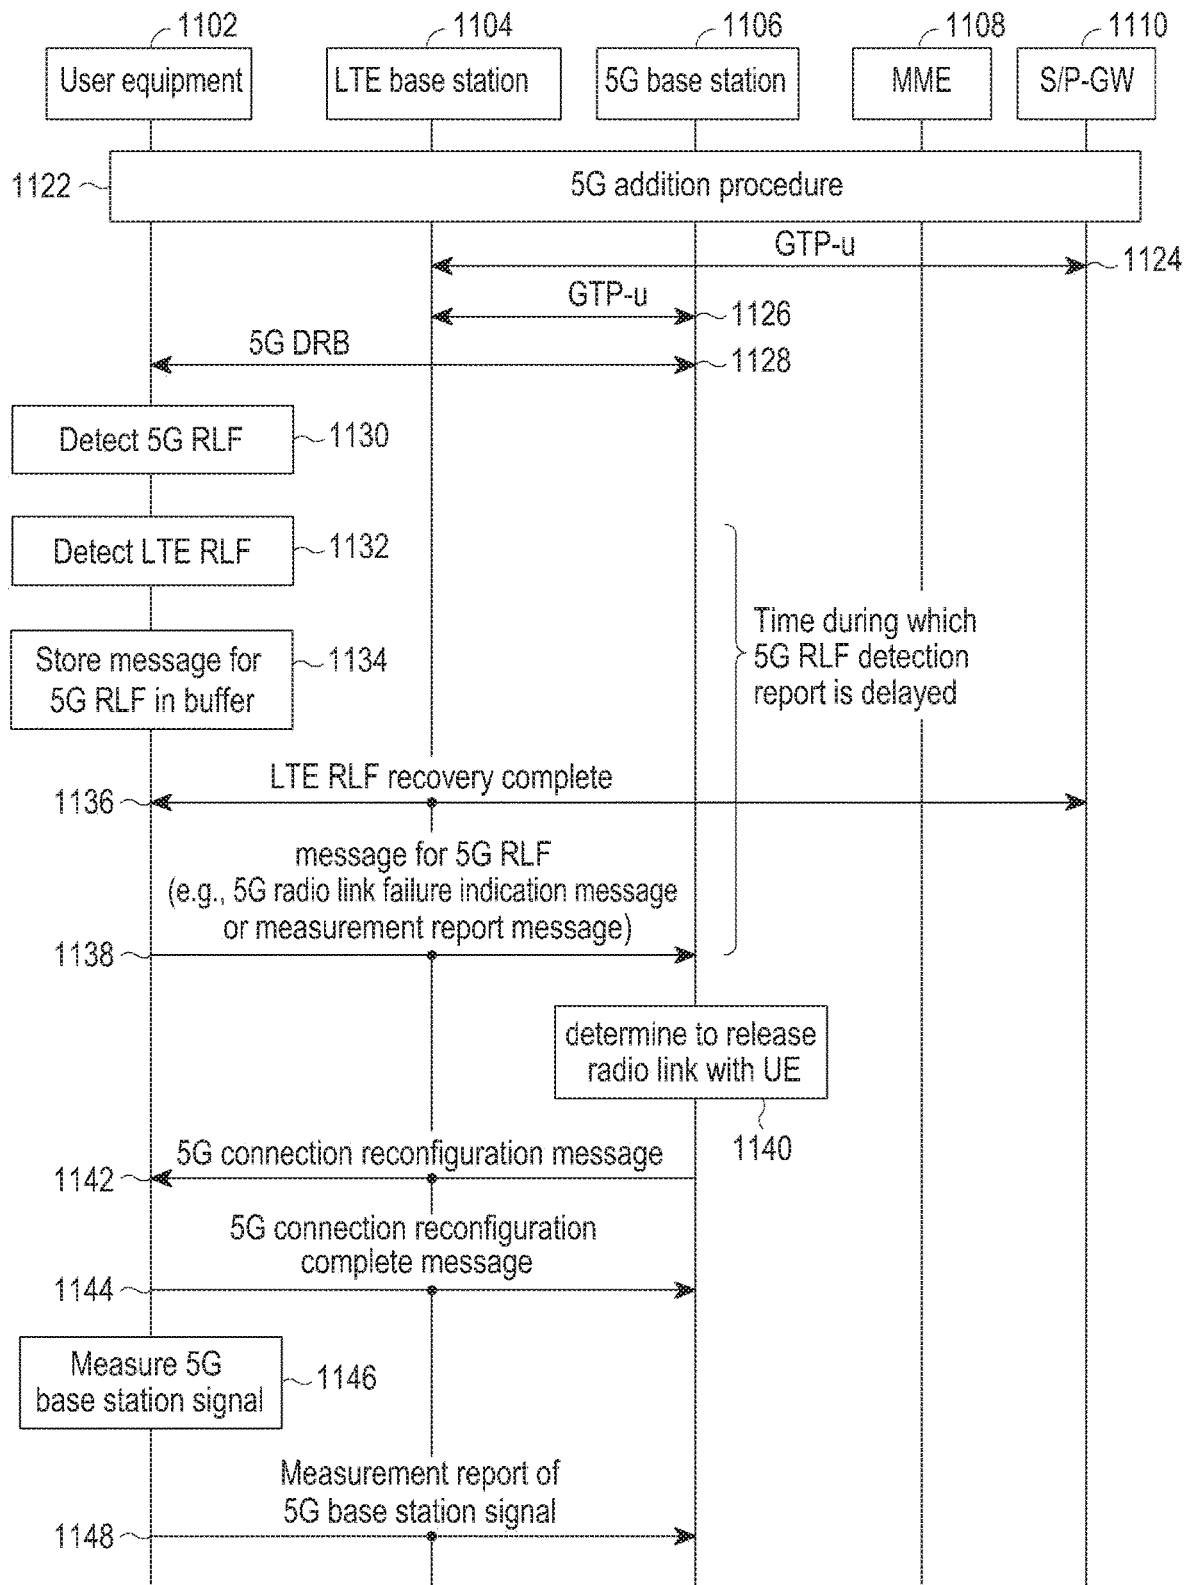 1102
1104
1106
1108
1110
User equipment
LTE base station
5G base station
MME
S/P-GW
1122
5G addition procedure
GTP-u
1124
GTP-u
1126
5G DRB
1128
Detect 5G RLF
1130
Detect LTE RLF
1132
Time during which
5G RLF detection
report is delayed
Store message for
5G RLF in buffer
1134
LTE RLF recovery complete
1136
message for 5G RLF
(e.g., 5G radio link failure indication message
or measurement report message)
1138
determine to release
radio link with UE
1140
5G connection reconfiguration message
1142
5G connection reconfiguration
complete message
1144
Measure 5G
base station signal
1146
Measurement report of
5G base station signal
1148